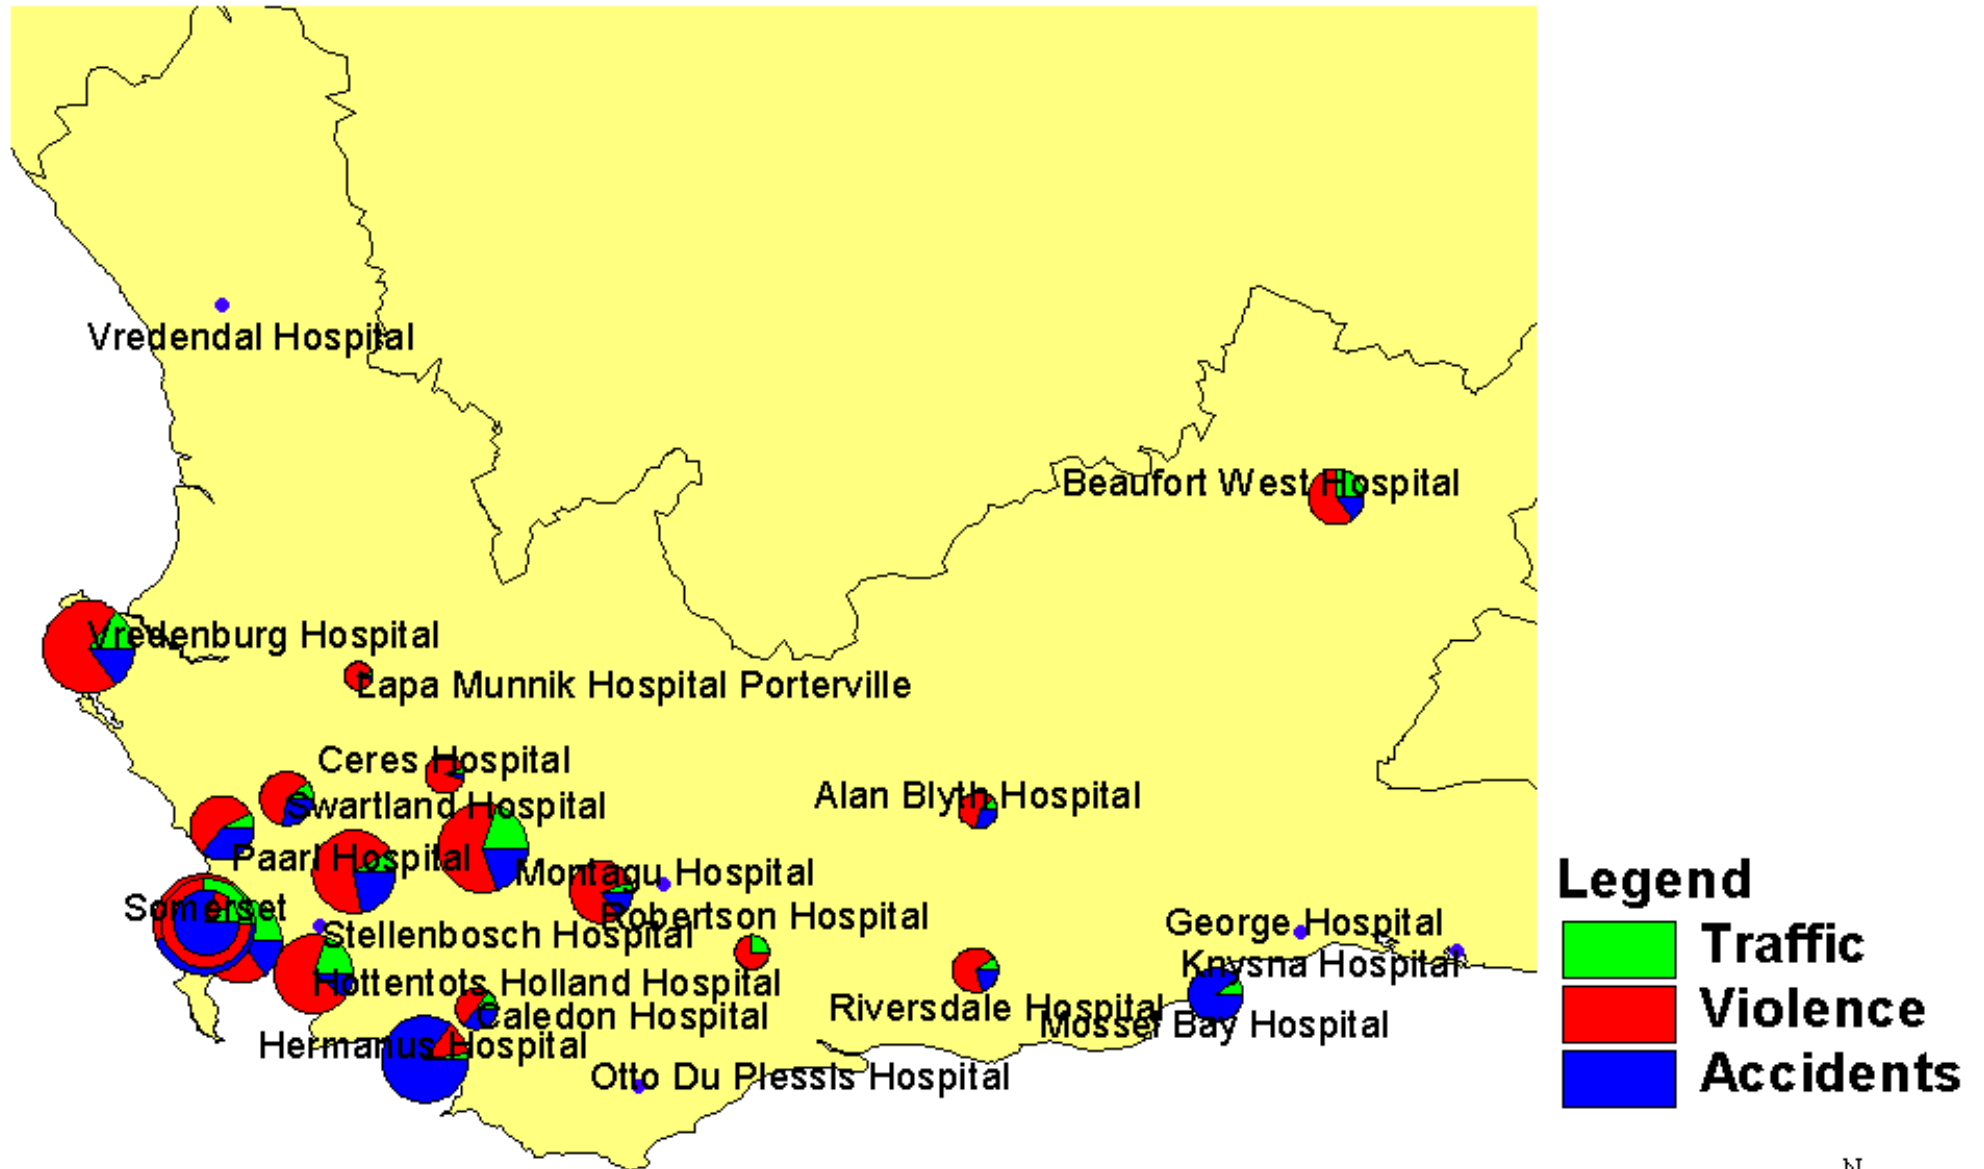 Vredendal Hospital
Beaufort West Hospital
Vredenburg Hospital
Lapa Munnik Hospital Porterville
Ceres Hospital
Swartland Hospital
Alan Blyth Hospital
Paarl Hospital
Montagu Hospital
Somerset
Robertson Hospital
Stellenbosch Hospital
George Hospital
Knysna Hospital
Hottentots Holland Hospital
Riversdale Hospital
Caledon Hospital
Mossel Bay Hospital
Hermanus Hospital
Otto Du Plessis Hospital
Legend
Traffic
Violence
Accidents
N